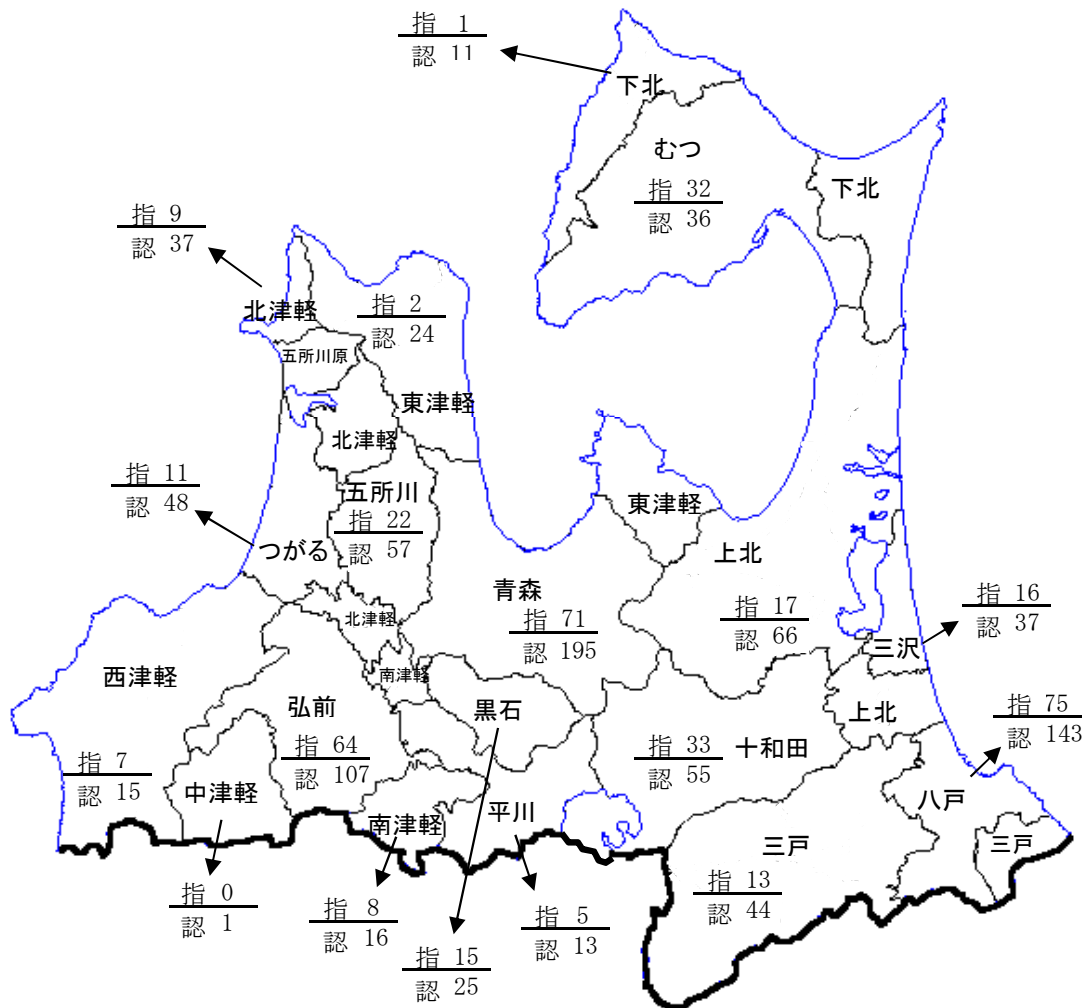 指 1
認 11
下北
むつ
指 32
認 36
下北
指 9
認 37
北津軽
指 2
認 24
五所川原
東津軽
北津軽
指 11
認 48
五所川
指 22
認 57
つがる
東津軽
上北
青森
指 71
認 195
指 17
認 66
指 16
認 37
三沢
北津軽
南津軽
西津軽
弘前
黒石
上北
指 75
認 143
指 7
認 15
中津軽
指 64
認 107
指 33
認 55
十和田
八戸
南津軽
平川
三戸
三戸
指 0
認 1
指 8
認 16
指 15
認 25
指 5
認 13
指 13
認 44